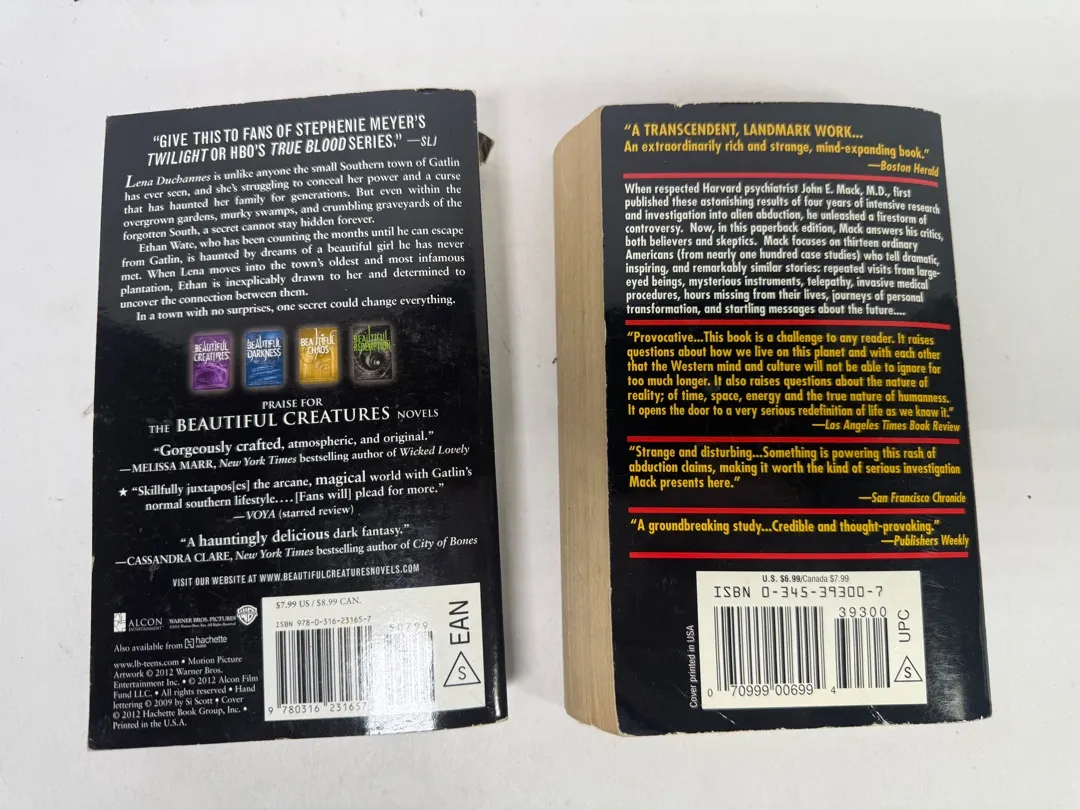 "GIVE THIS TO FANS OF STEPHENIE MEYER'S
TWILIGHT OR HBO'S TRUE BLOOD SERIES." —SLJ
Lena Duchannes is unlike anyone the small Southern town of Gatlin
has ever seen, and she's struggling to conceal her power and a curse
that has haunted her family for generations. But even within the
overgrown gardens, murky swamps, and crumbling graveyards of the
forgotten South, a secret cannot stay hidden forever.
Ethan Wate, who has been counting the months until he can escape
from Gatlin, is haunted by dreams of a beautiful girl he has never
met. When Lena moves into the town's oldest and most infamous
plantation, Ethan is inexplicably drawn to her and determined to
uncover the connection between them.
In a town with no surprises, one secret could change everything.
BEAUTIFUL
CREATURES
BEAUTIFUL
DARKNESS
BEAUTIFUL
CHAOS
BEAUTIFUL
REDEMPTION
PRAISE FOR
THE BEAUTIFUL CREATURES NOVELS
"Gorgeously crafted, atmospheric, and original."
—MELISSA MARR, New York Times bestselling author of Wicked Lovely
★ "Skillfully juxtapos[es] the arcane, magical world with Gatlin's
normal southern lifestyle.... [Fans will] plead for more."
—VOYA (starred review)
"A hauntingly delicious dark fantasy."
—CASSANDRA CLARE, New York Times bestselling author of City of Bones
VISIT OUR WEBSITE AT WWW.BEAUTIFULCREATURESNOVELS.COM
ALCON
ENTERTAINMENT
WARNER BROS. PICTURES
Also available from hachette
AUDIO
www.lb-teens.com • Motion Picture
Artwork © 2012 Warner Bros.
Entertainment Inc. • © 2012 Alcon Film
Fund LLC. • All rights reserved • Hand
lettering © 2009 by Si Scott • Cover
© 2012 Hachette Book Group, Inc. •
Printed in the U.S.A.
$7.99 US / $8.99 CAN.
ISBN 978-0-316-23165-7
50799
9 780316 231657
S
EAN
"A TRANSCENDENT, LANDMARK WORK...
An extraordinarily rich and strange, mind-expanding book."
—Boston Herald
When respected Harvard psychiatrist John E. Mack, M.D., first
published these astonishing results of four years of intensive research
and investigation into alien abduction, he unleashed a firestorm of
controversy. Now, in this paperback edition, Mack answers his critics,
both believers and skeptics. Mack focuses on thirteen ordinary
Americans (from nearly one hundred case studies) who tell dramatic,
inspiring, and remarkably similar stories: repeated visits from large-
eyed beings, mysterious instruments, telepathy, invasive medical
procedures, hours missing from their lives, journeys of personal
transformation, and startling messages about the future....
"Provocative...This book is a challenge to any reader. It raises
questions about how we live on this planet and with each other
that the Western mind and culture will not be able to ignore for
too much longer. It also raises questions about the nature of
reality; of time, space, energy and the true nature of humanness.
It opens the door to a very serious redefinition of life as we know it."
—Los Angeles Times Book Review
"Strange and disturbing...Something is powering this rash of
abduction claims, making it worth the kind of serious investigation
Mack presents here."
—San Francisco Chronicle
"A groundbreaking study...Credible and thought-provoking."
—Publishers Weekly
U.S. $6.99/Canada $7.99
ISBN 0-345-39300-7
39300
0 70999 00699 4
S
UPC
Cover printed in USA